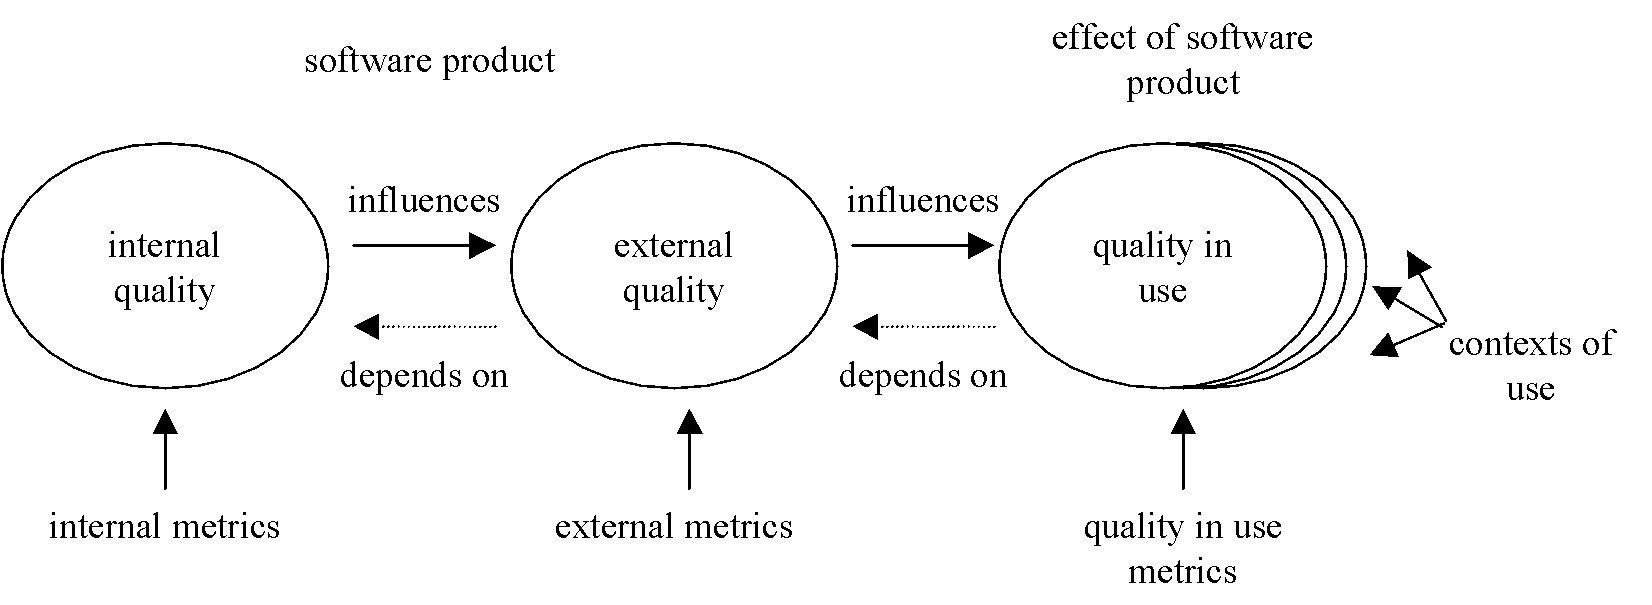 software product
effect of software
product
influences
influences
internal
quality
external
quality
quality in
use
depends on
depends on
contexts of
use
internal metrics
external metrics
quality in use
metrics